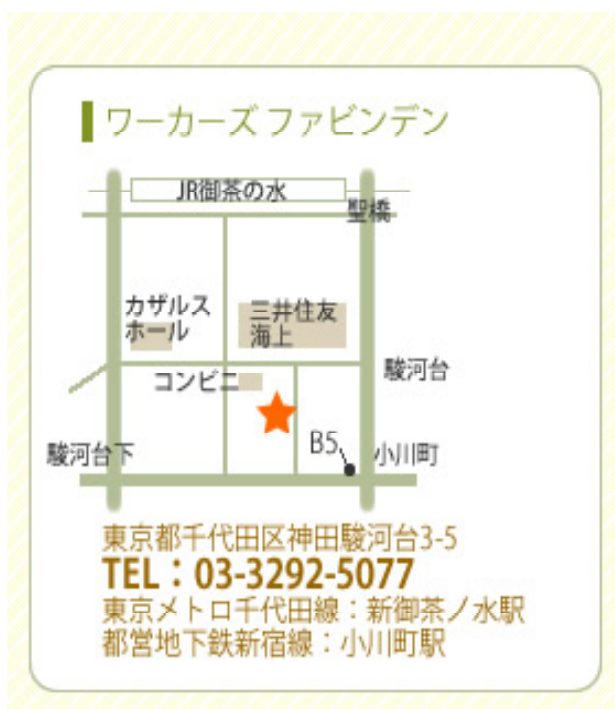 ワーカーズ ファビンデン
JR御茶の水
聖橋
カザルス
ホール
三井住友
海上
コンビニ
駿河台
駿河台下
B5
小川町
東京都千代田区神田駿河台3-5
TEL：03-3292-5077
東京メトロ千代田線：新御茶ノ水駅
都営地下鉄新宿線：小川町駅